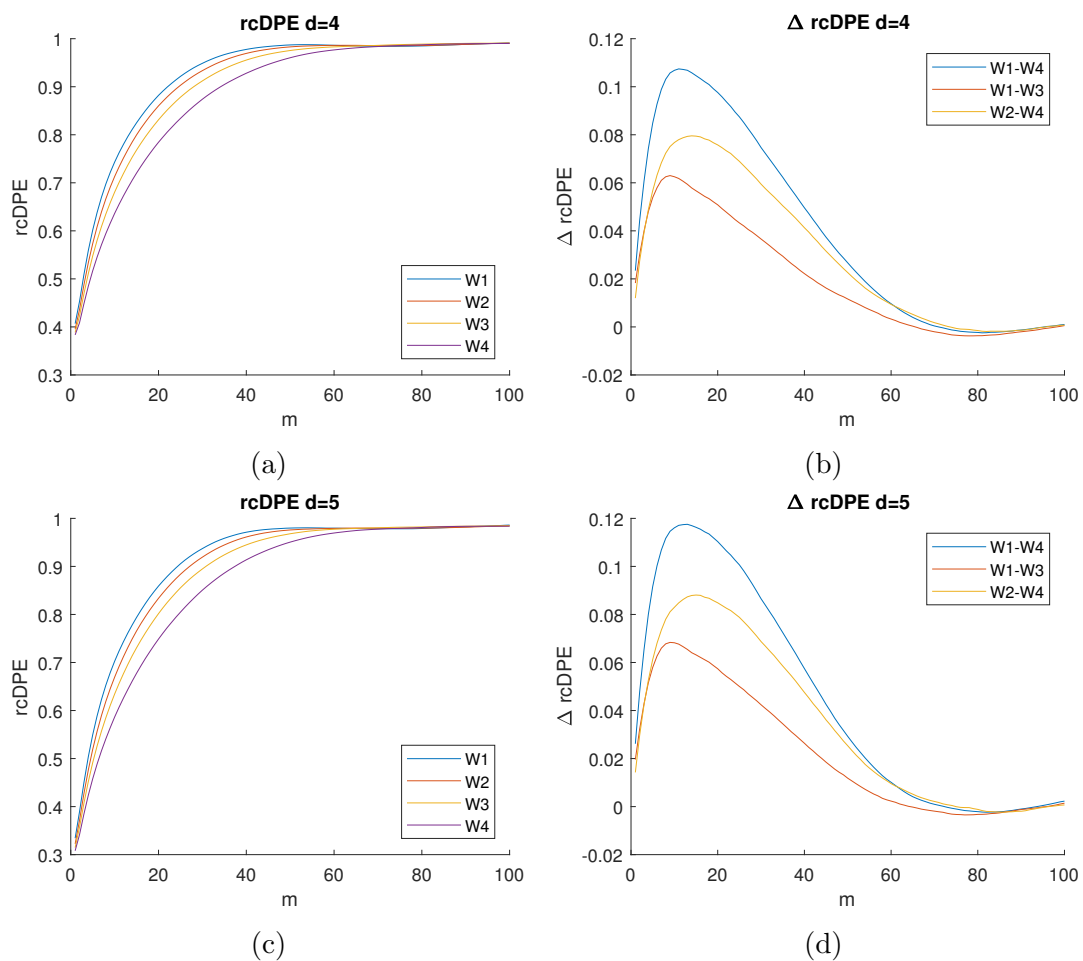 rcDPE d=4
1
0.9
0.8
0.7
0.6
0.5
0.4
0.3
rcDPE
W1
W2
W3
W4
0 20 40 60 80 100
m
(a)
Δ rcDPE d=4
0.12
0.1
0.08
0.06
0.04
0.02
0
-0.02
Δ rcDPE
W1-W4
W1-W3
W2-W4
0 20 40 60 80 100
m
(b)
rcDPE d=5
1
0.9
0.8
0.7
0.6
0.5
0.4
0.3
rcDPE
W1
W2
W3
W4
0 20 40 60 80 100
m
(c)
Δ rcDPE d=5
0.12
0.1
0.08
0.06
0.04
0.02
0
-0.02
Δ rcDPE
W1-W4
W1-W3
W2-W4
0 20 40 60 80 100
m
(d)